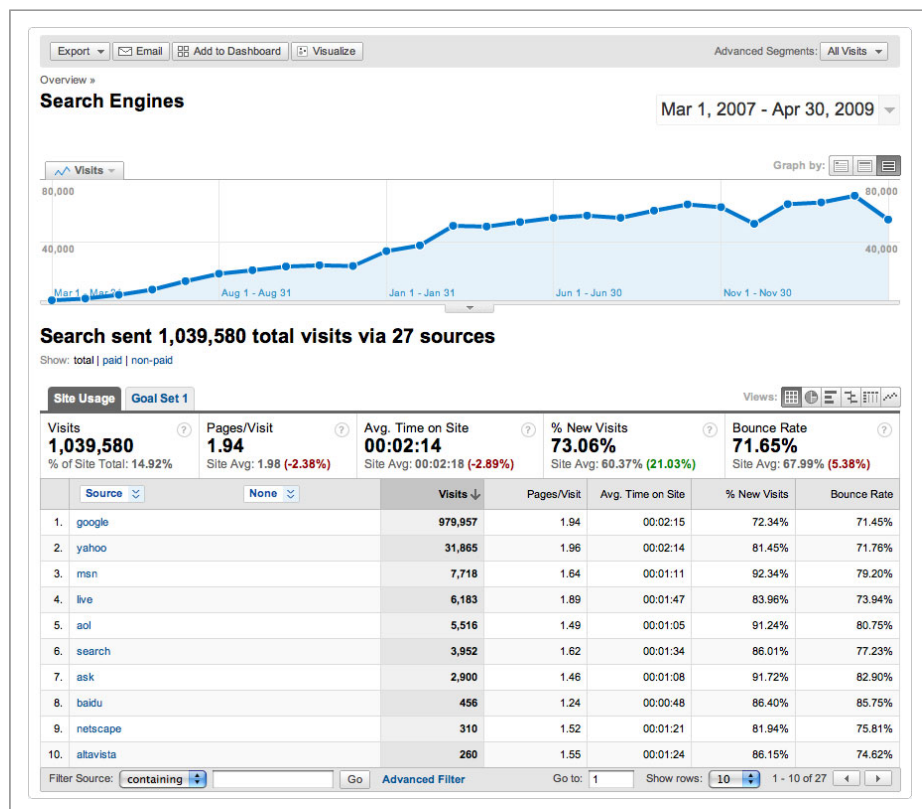 Export Email Add to Dashboard Visualize Advanced Segments: All Visits
Overview »
Search Engines
Mar 1, 2007 - Apr 30, 2009
Visits Graph by:
80,000 80,000
40,000 40,000
Mar 1 - Mar 31 Aug 1 - Aug 31 Jan 1 - Jan 31 Jun 1 - Jun 30 Nov 1 - Nov 30
Search sent 1,039,580 total visits via 27 sources
Show: total | paid | non-paid
Site Usage Goal Set 1 Views:
Visits ? Pages/Visit ? Avg. Time on Site ? % New Visits ? Bounce Rate ?
1,039,580 1.94 00:02:14 73.06% 71.65%
% of Site Total: 14.92% Site Avg: 1.98 (-2.38%) Site Avg: 00:02:18 (-2.89%) Site Avg: 60.37% (21.03%) Site Avg: 67.99% (5.38%)
Source None Visits Pages/Visit Avg. Time on Site % New Visits Bounce Rate
1. google 979,957 1.94 00:02:15 72.34% 71.45%
2. yahoo 31,865 1.96 00:02:14 81.45% 71.76%
3. msn 7,718 1.64 00:01:11 92.34% 79.20%
4. live 6,183 1.89 00:01:47 83.96% 73.94%
5. aol 5,516 1.49 00:01:05 91.24% 80.75%
6. search 3,952 1.62 00:01:34 86.01% 77.23%
7. ask 2,900 1.46 00:01:08 91.72% 82.90%
8. baidu 456 1.24 00:00:48 86.40% 85.75%
9. netscape 310 1.52 00:01:21 81.94% 75.81%
10. altavista 260 1.55 00:01:24 86.15% 74.62%
Filter Source: containing Go Advanced Filter Go to: 1 Show rows: 10 1 - 10 of 27